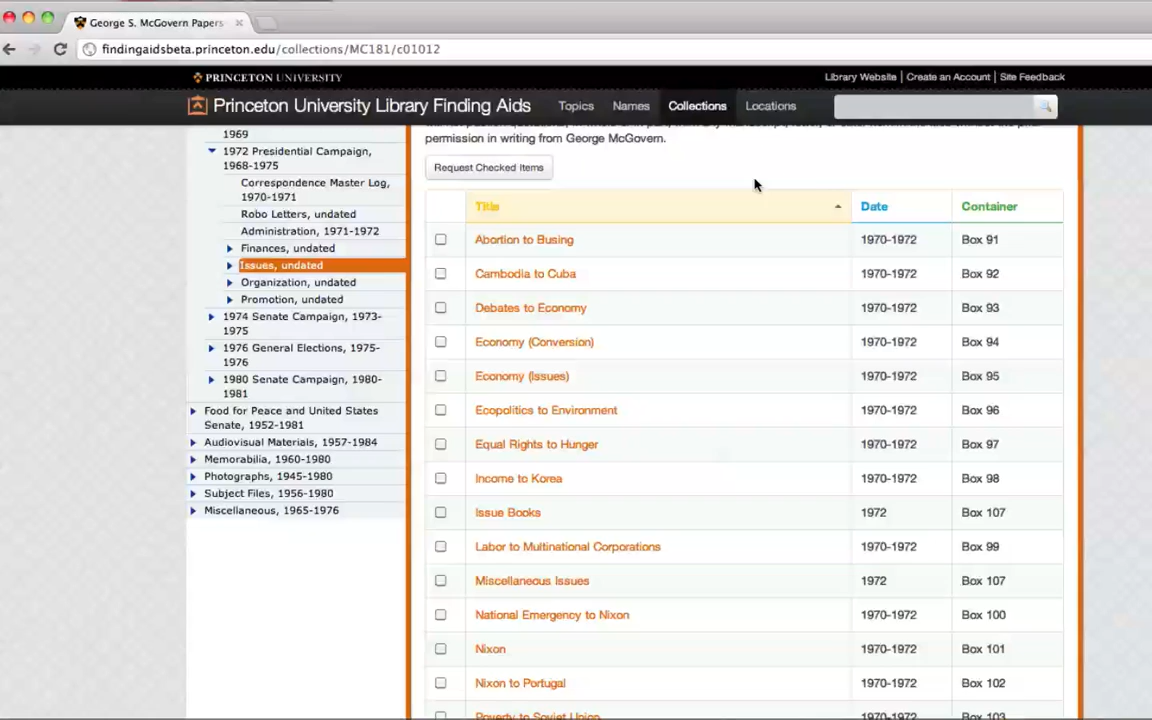 George S. McGovern Papers
findingaidsbeta.princeton.edu/collections/MC181/c01012
PRINCETON UNIVERSITY
Library Website | Create an Account | Site Feedback
Princeton University Library Finding Aids
Topics Names Collections Locations
1969
1972 Presidential Campaign,
1968-1975
Correspondence Master Log,
1970-1971
Robo Letters, undated
Administration, 1971-1972
Finances, undated
Issues, undated
Organization, undated
Promotion, undated
1974 Senate Campaign, 1973-
1975
1976 General Elections, 1975-
1976
1980 Senate Campaign, 1980-
1981
Food for Peace and United States
Senate, 1952-1981
Audiovisual Materials, 1957-1984
Memorabilia, 1960-1980
Photographs, 1945-1980
Subject Files, 1956-1980
Miscellaneous, 1965-1976
permission in writing from George McGovern.
Request Checked Items
Title Date Container
Abortion to Busing 1970-1972 Box 91
Cambodia to Cuba 1970-1972 Box 92
Debates to Economy 1970-1972 Box 93
Economy (Conversion) 1970-1972 Box 94
Economy (Issues) 1970-1972 Box 95
Ecopolitics to Environment 1970-1972 Box 96
Equal Rights to Hunger 1970-1972 Box 97
Income to Korea 1970-1972 Box 98
Issue Books 1972 Box 107
Labor to Multinational Corporations 1970-1972 Box 99
Miscellaneous Issues 1972 Box 107
National Emergency to Nixon 1970-1972 Box 100
Nixon 1970-1972 Box 101
Nixon to Portugal 1970-1972 Box 102
Poverty to Soviet Union 1970-1972 Box 103